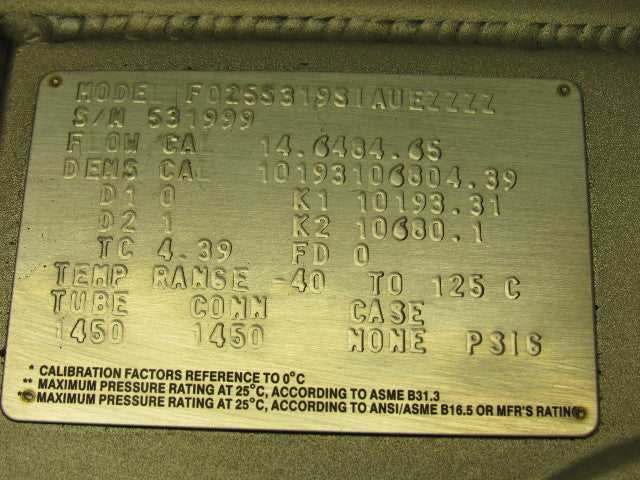 MODEL F025S319SIAUEZZZZ
S/N 531999
FLOW CAL 14.6484.65
DENS CAL 10193106804.39
D1 0 K1 10193.31
D2 1 K2 10680.1
TC 4.39 FD 0
TEMP RANGE -40 TO 125 C
TUBE CONN CASE
1450 1450 NONE PSIG
* CALIBRATION FACTORS REFERENCE TO 0°C
** MAXIMUM PRESSURE RATING AT 25°C, ACCORDING TO ASME B31.3
* MAXIMUM PRESSURE RATING AT 25°C, ACCORDING TO ANSI/ASME B16.5 OR MFR'S RATING